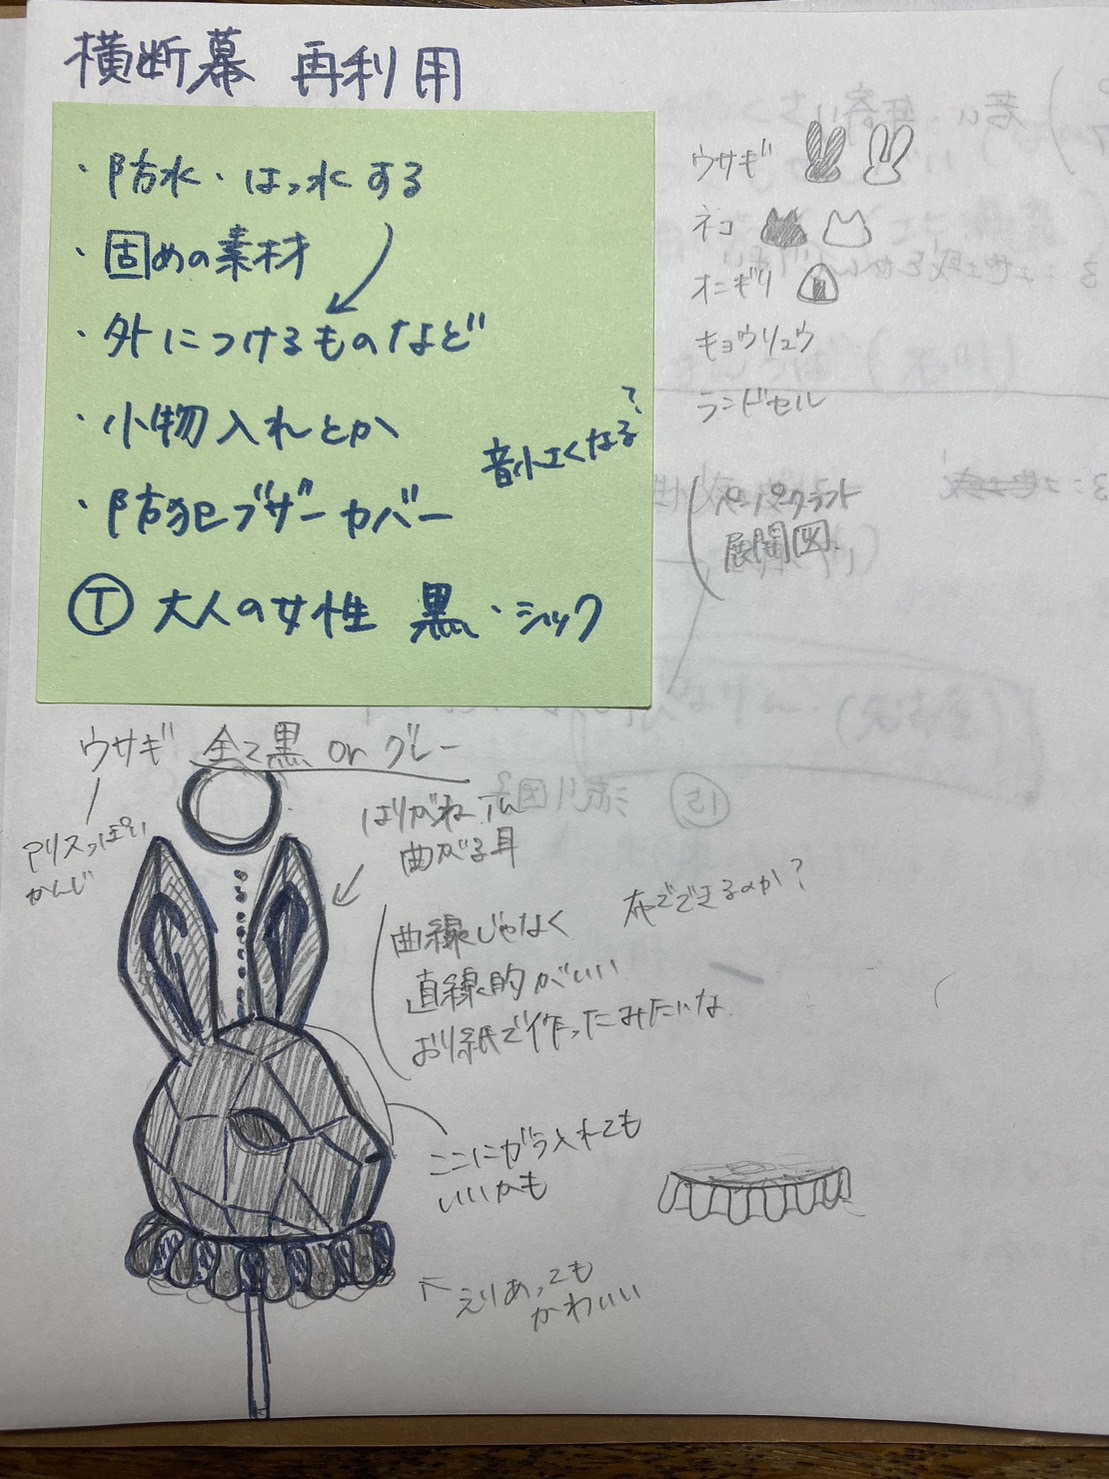 横断幕 再利用
・防水・はっ水する
・固めの素材
・外につけるものなど
・小物入れとか
音小さくなる?
・防犯ブザーカバー
Ⓣ 大人の女性 黒・シック
ウサギ
ネコ
オニギリ
キョウリュウ
ランドセル
ペーパークラフト
展開図
ウサギ 全て黒 or グレー
アリスっぽい
かんじ
はりがね
曲がる耳
曲線じゃなく
直線的がいい
おり紙で作ったみたいな
布でできるのか?
ここにガラ入れても
いいかも
えりあっても
かわいい